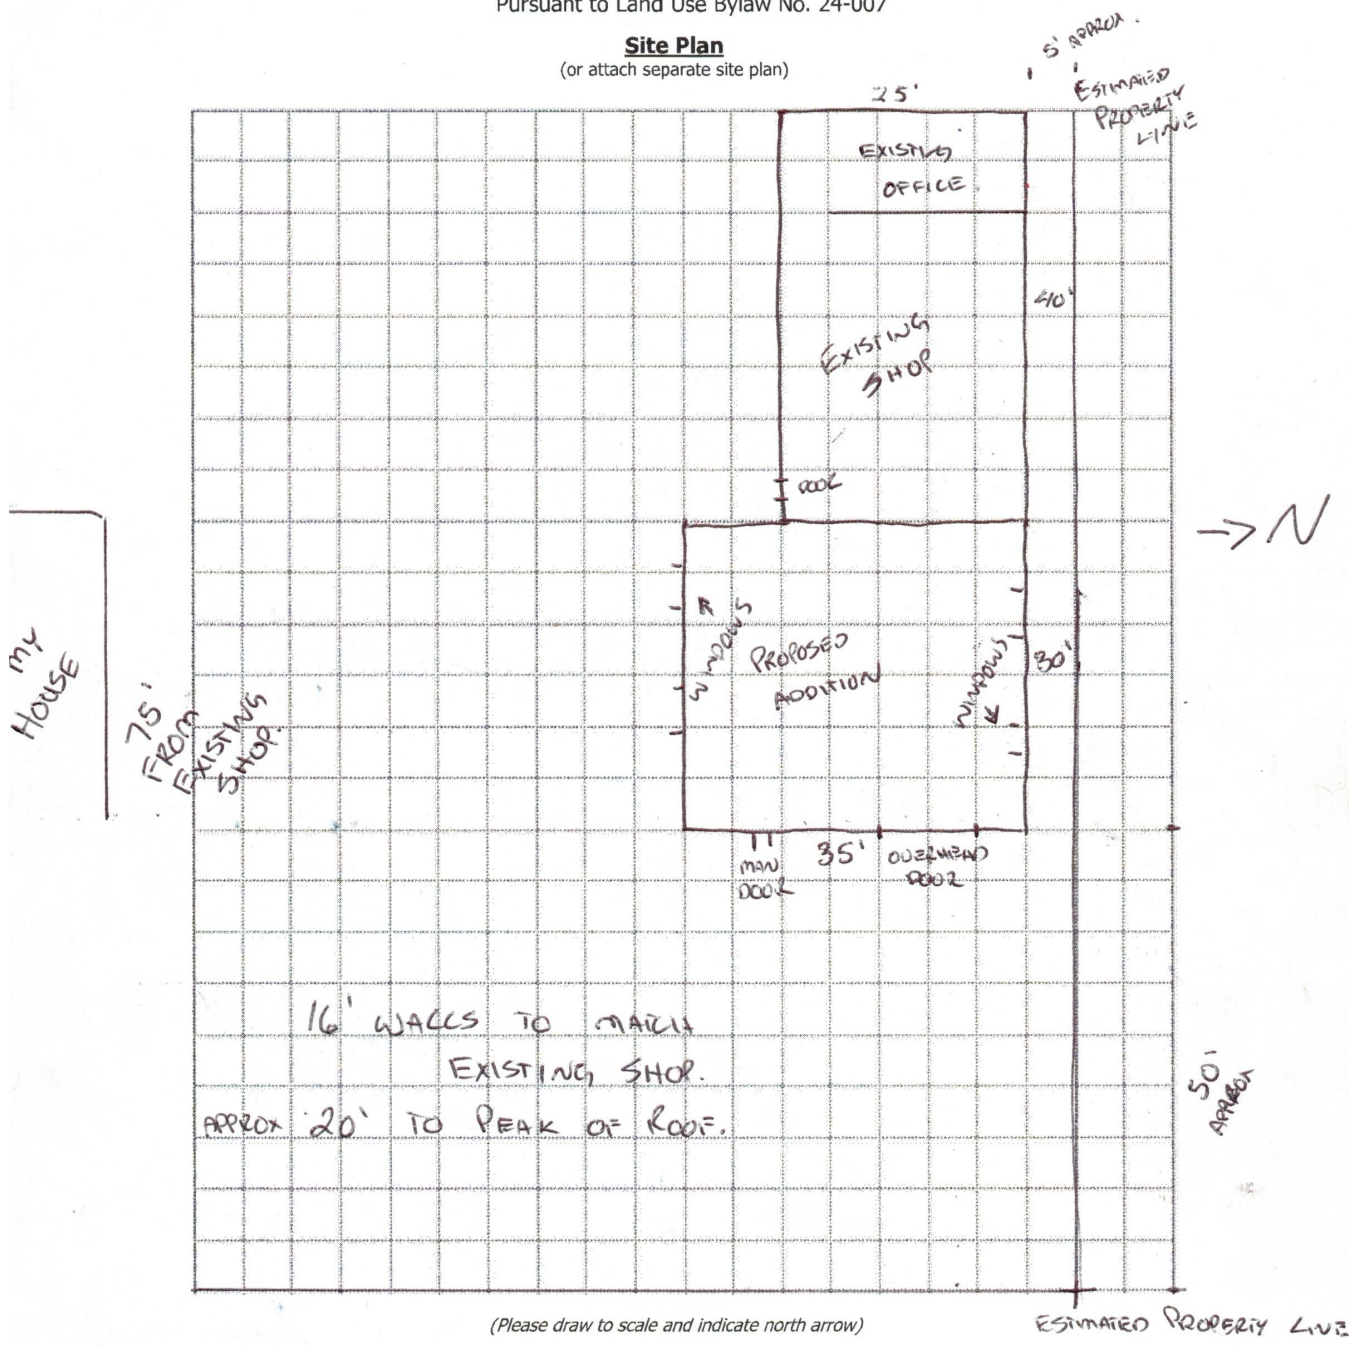 Pursuant to Land Use Bylaw No. 24-007
Site Plan
(or attach separate site plan)
5' APPROX.
ESTIMATED
PROPERTY
LINE
25'
EXISTING
OFFICE
40'
EXISTING
SHOP
DOOR
→ N
MY
HOUSE
75'
FROM
EXISTING
SHOP.
WINDOWS
PROPOSED
ADDITION
WINDOWS
30'
MAN
DOOR
35'
OVERHEAD
DOOR
16' WALLS TO MATCH
EXISTING SHOP.
APPROX 20' TO PEAK OF ROOF.
50'
APPROX
(Please draw to scale and indicate north arrow)
ESTIMATED PROPERTY LINE